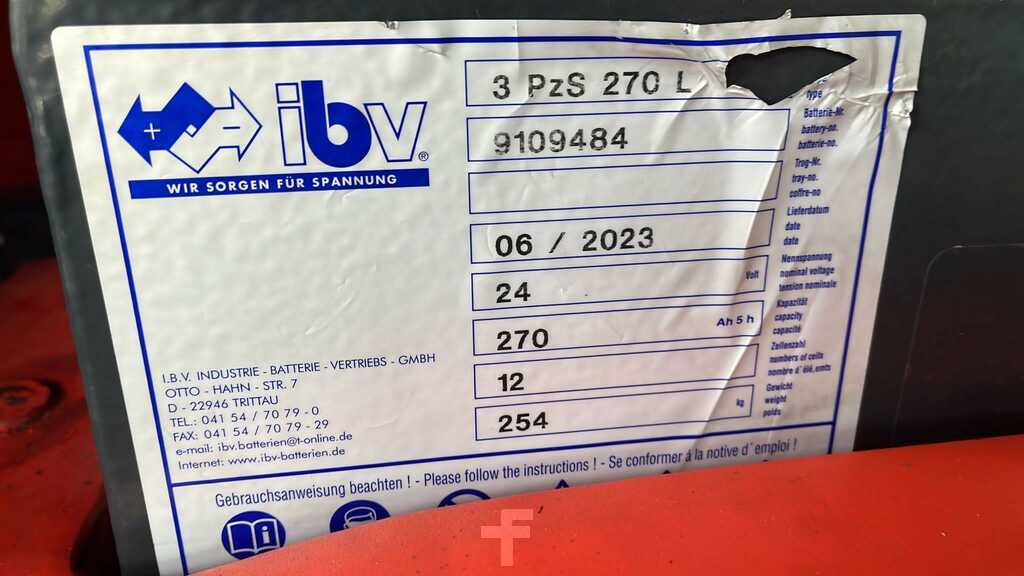 ibv®
WIR SORGEN FÜR SPANNUNG
3 PzS 270 L
type
9109484
Batterie-Nr.
battery-no.
batterie-no.
Trog-Nr.
tray-no.
coffre-no
06 / 2023
Lieferdatum
date
date
24 Volt
Nennspannung
nominal voltage
tension nominale
270 Ah 5 h
Kapazität
capacity
capacité
12
Zellenzahl
numbers of cells
nombre d'élé.ments
254 kg
Gewicht
weight
poids
I.B.V. INDUSTRIE - BATTERIE - VERTRIEBS - GMBH
OTTO - HAHN - STR. 7
D - 22946 TRITTAU
TEL.: 041 54 / 70 79 - 0
FAX: 041 54 / 70 79 - 29
e-mail: ibv.batterien@t-online.de
Internet: www.ibv-batterien.de
Gebrauchsanweisung beachten ! - Please follow the instructions ! - Se conformer á la notive d'emploi !